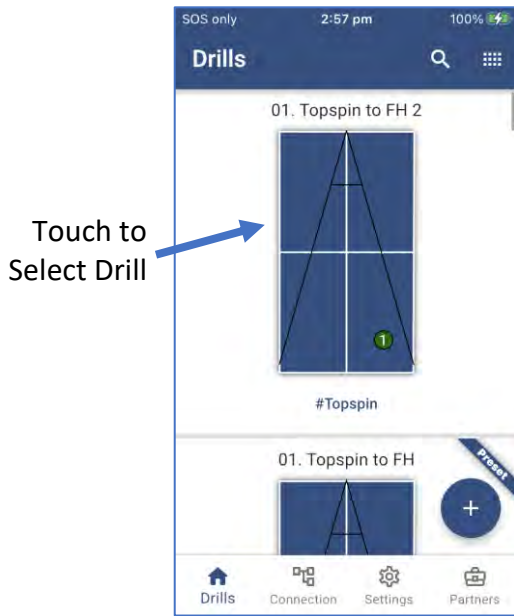 SOS only 2:57 pm 100%
Drills
01. Topspin to FH 2
Touch to
Select Drill
1
#Topspin
01. Topspin to FH
Preset
+
Drills Connection Settings Partners